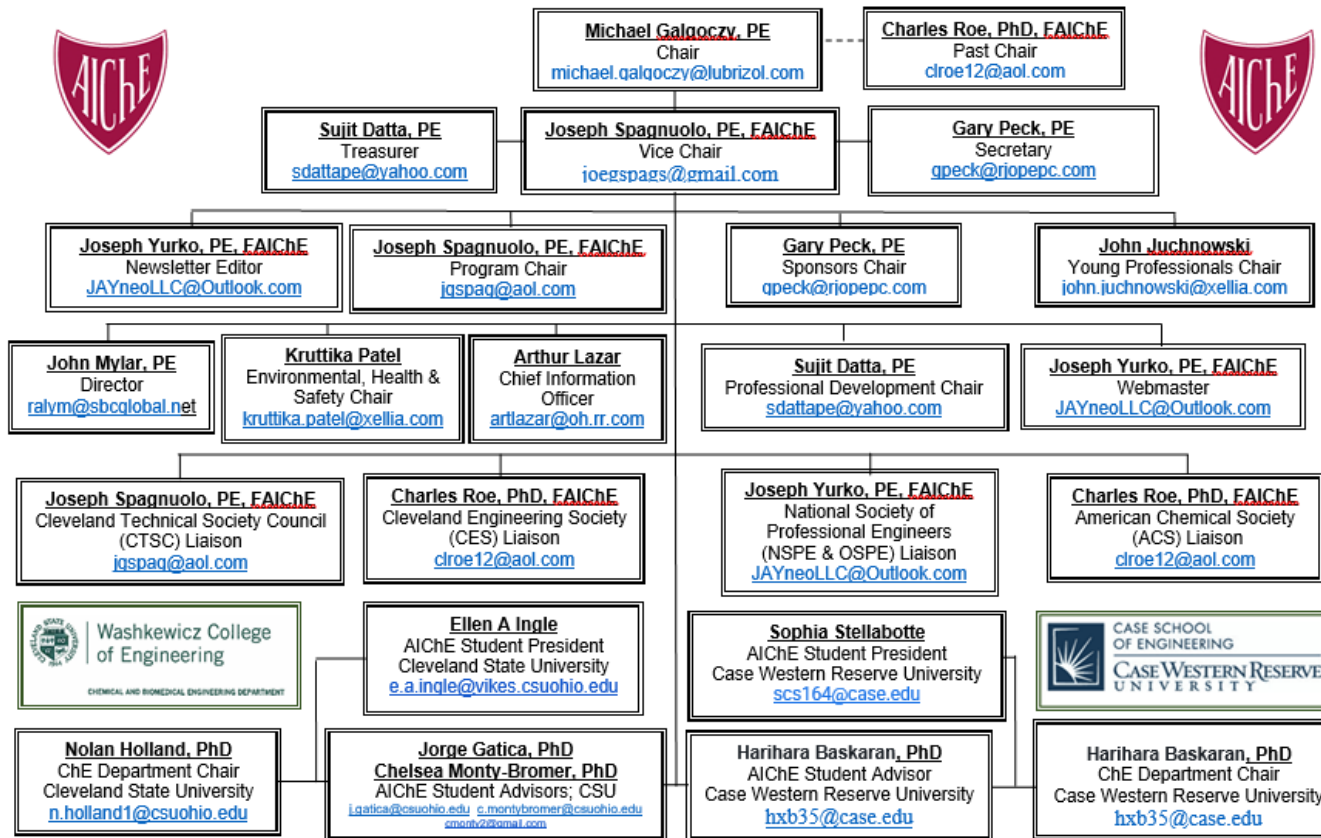 AIChE
Michael Galgoczy, PE
Chair
michael.galgoczy@lubrizol.com
Charles Roe, PhD, FAIChE
Past Chair
clroe12@aol.com
AIChE
Sujit Datta, PE
Treasurer
sdattape@yahoo.com
Joseph Spagnuolo, PE, FAIChE
Vice Chair
joegspags@gmail.com
Gary Peck, PE
Secretary
gpeck@rjopepc.com
Joseph Yurko, PE, FAIChE
Newsletter Editor
JAYneoLLC@Outlook.com
Joseph Spagnuolo, PE, FAIChE
Program Chair
jgspag@aol.com
Gary Peck, PE
Sponsors Chair
gpeck@rjopepc.com
John Juchnowski
Young Professionals Chair
john.juchnowski@xellia.com
John Mylar, PE
Director
ralym@sbcglobal.net
Kruttika Patel
Environmental, Health &
Safety Chair
kruttika.patel@xellia.com
Arthur Lazar
Chief Information
Officer
artlazar@oh.rr.com
Sujit Datta, PE
Professional Development Chair
sdattape@yahoo.com
Joseph Yurko, PE, FAIChE
Webmaster
JAYneoLLC@Outlook.com
Joseph Spagnuolo, PE, FAIChE
Cleveland Technical Society Council
(CTSC) Liaison
jgspag@aol.com
Charles Roe, PhD, FAIChE
Cleveland Engineering Society
(CES) Liaison
clroe12@aol.com
Joseph Yurko, PE, FAIChE
National Society of
Professional Engineers
(NSPE & OSPE) Liaison
JAYneoLLC@Outlook.com
Charles Roe, PhD, FAIChE
American Chemical Society
(ACS) Liaison
clroe12@aol.com
CLEVELAND STATE UNIVERSITY
Washkewicz College
of Engineering
CHEMICAL AND BIOMEDICAL ENGINEERING DEPARTMENT
Ellen A Ingle
AIChE Student President
Cleveland State University
e.a.ingle@vikes.csuohio.edu
Sophia Stellabotte
AIChE Student President
Case Western Reserve University
scs164@case.edu
CASE SCHOOL
OF ENGINEERING
CASE WESTERN RESERVE
UNIVERSITY
Nolan Holland, PhD
ChE Department Chair
Cleveland State University
n.holland1@csuohio.edu
Jorge Gatica, PhD
Chelsea Monty-Bromer, PhD
AIChE Student Advisors; CSU
j.gatica@csuohio.edu c.montybromer@csuohio.edu
cmonty2@gmail.com
Harihara Baskaran, PhD
AIChE Student Advisor
Case Western Reserve University
hxb35@case.edu
Harihara Baskaran, PhD
ChE Department Chair
Case Western Reserve University
hxb35@case.edu